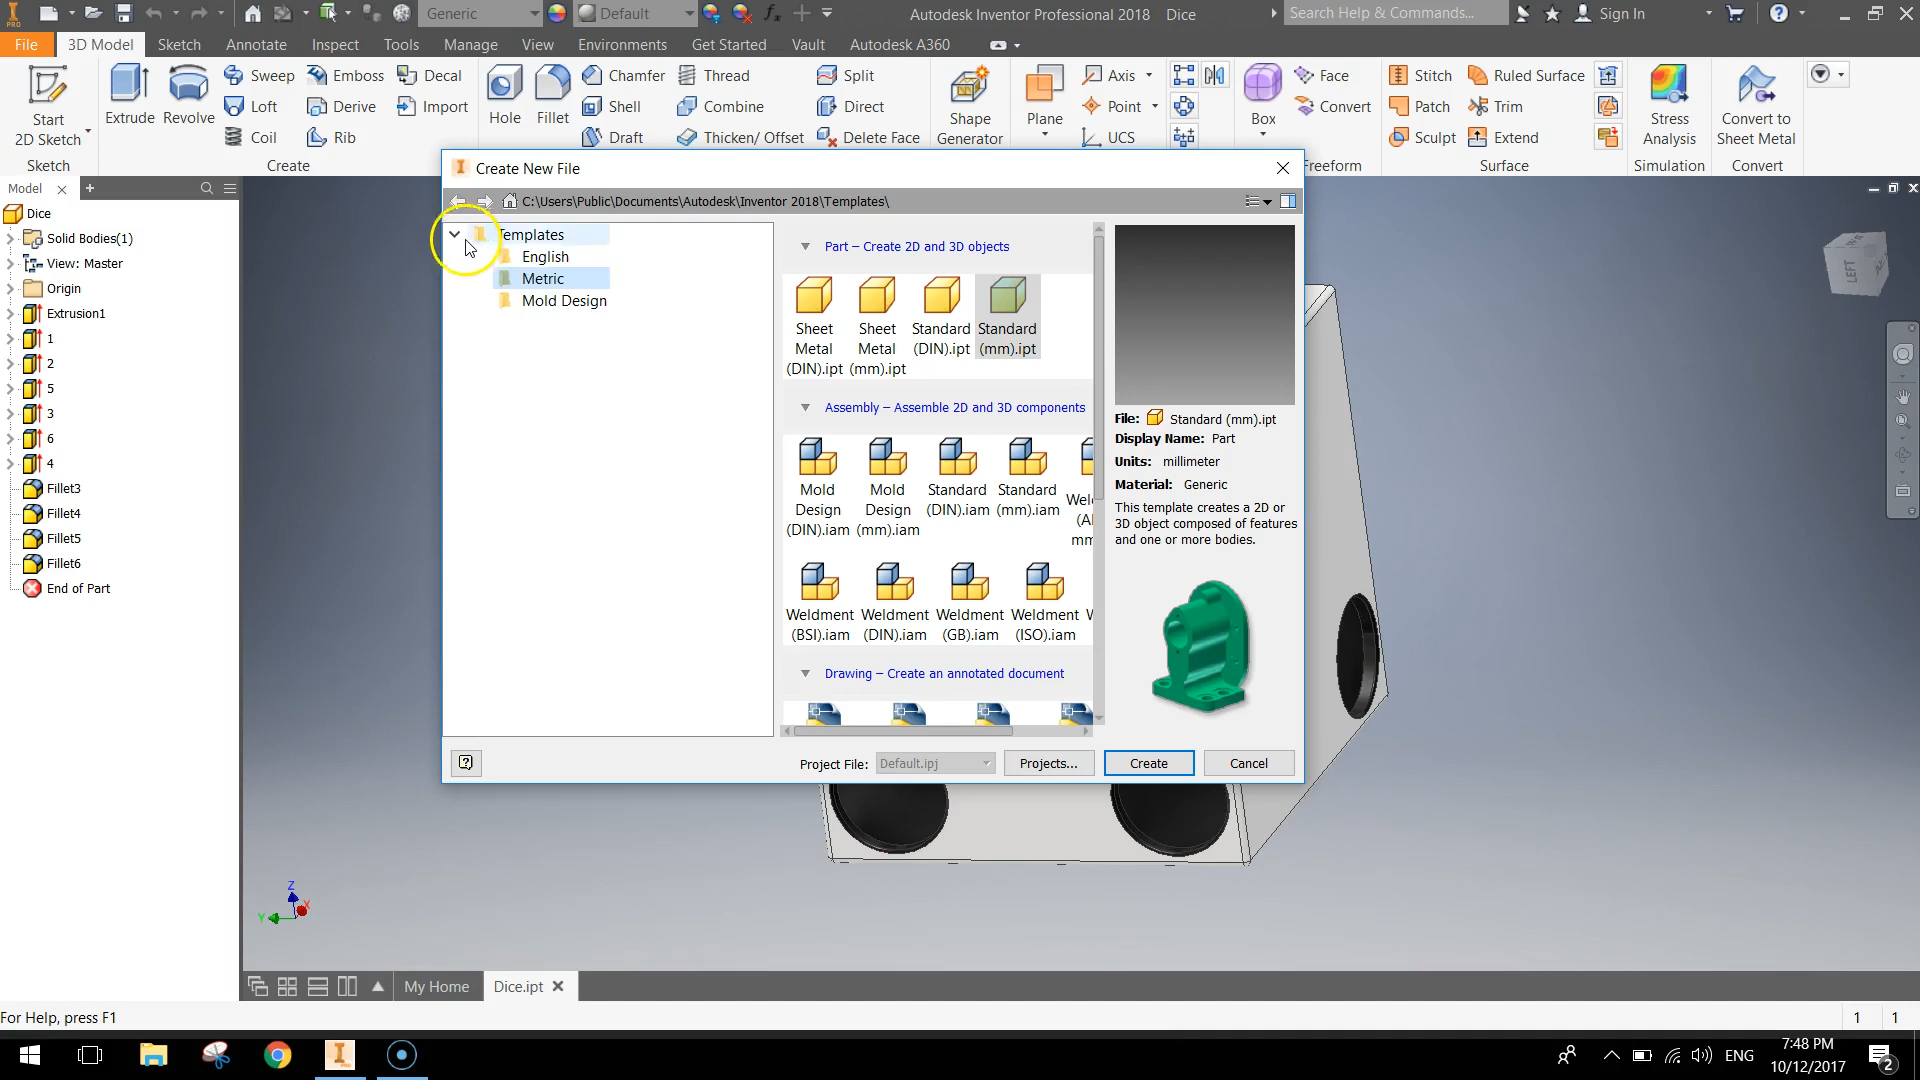 PRO
Generic
Default
Autodesk Inventor Professional 2018 Dice
Search Help & Commands...
Sign In
File 3D Model Sketch Annotate Inspect Tools Manage View Environments Get Started Vault Autodesk A360
Start 2D Sketch
Extrude
Revolve
Sweep
Loft
Coil
Emboss
Derive
Rib
Decal
Import
Hole
Fillet
Chamfer
Shell
Draft
Thread
Combine
Thicken/ Offset
Split
Direct
Delete Face
Shape Generator
Plane
Axis
Point
UCS
Box
Face
Convert
Stitch
Patch
Sculpt
Ruled Surface
Trim
Extend
Stress Analysis
Convert to Sheet Metal
Sketch
Create
Freeform
Surface
Simulation
Convert
Model
Dice
Solid Bodies(1)
View: Master
Origin
Extrusion1
1
2
5
3
6
4
Fillet3
Fillet4
Fillet5
Fillet6
End of Part
Create New File
C:\Users\Public\Documents\Autodesk\Inventor 2018\Templates\
Templates
English
Metric
Mold Design
Part – Create 2D and 3D objects
Sheet Metal (DIN).ipt
Sheet Metal (mm).ipt
Standard (DIN).ipt
Standard (mm).ipt
Assembly – Assemble 2D and 3D components
Mold Design (DIN).iam
Mold Design (mm).iam
Standard (DIN).iam
Standard (mm).iam
Weldment (BSI).iam
Weldment (DIN).iam
Weldment (GB).iam
Weldment (ISO).iam
Drawing – Create an annotated document
File: Standard (mm).ipt
Display Name: Part
Units: millimeter
Material: Generic
This template creates a 2D or
3D object composed of features
and one or more bodies.
Project File: Default.ipj
Projects...
Create
Cancel
LEFT
Z
Y
X
My Home
Dice.ipt
For Help, press F1
1 1
ENG
7:48 PM
10/12/2017
2